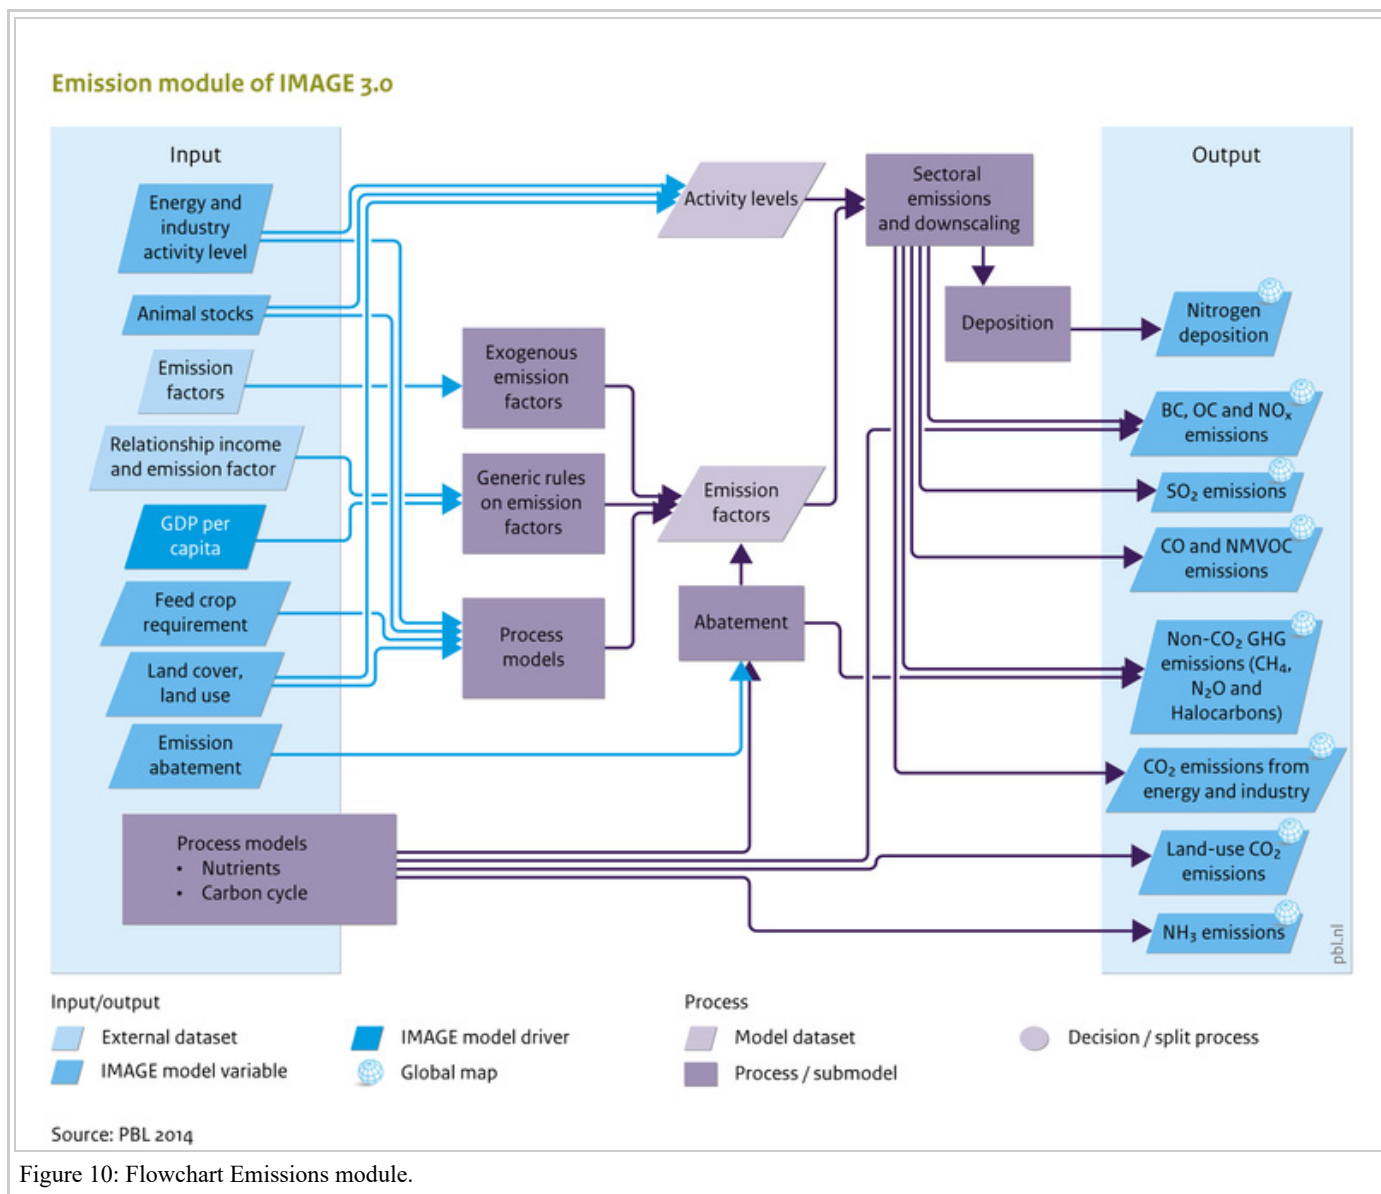 Emission module of IMAGE 3.0
Input
Energy and
industry
activity level
Animal stocks
Emission
factors
Relationship income
and emission factor
GDP per
capita
Feed crop
requirement
Land cover,
land use
Emission
abatement
Process models
• Nutrients
• Carbon cycle
Exogenous
emission
factors
Generic rules
on emission
factors
Process
models
Activity levels
Emission
factors
Abatement
Sectoral
emissions
and downscaling
Deposition
Output
Nitrogen
deposition
BC, OC and NOₓ
emissions
SO₂ emissions
CO and NMVOC
emissions
Non-CO₂ GHG
emissions (CH₄,
N₂O and
Halocarbons)
CO₂ emissions from
energy and industry
Land-use CO₂
emissions
NH₃ emissions
pbl.nl
Input/output
External dataset
IMAGE model variable
IMAGE model driver
Global map
Process
Model dataset
Process / submodel
Decision / split process
Source: PBL 2014
Figure 10: Flowchart Emissions module.